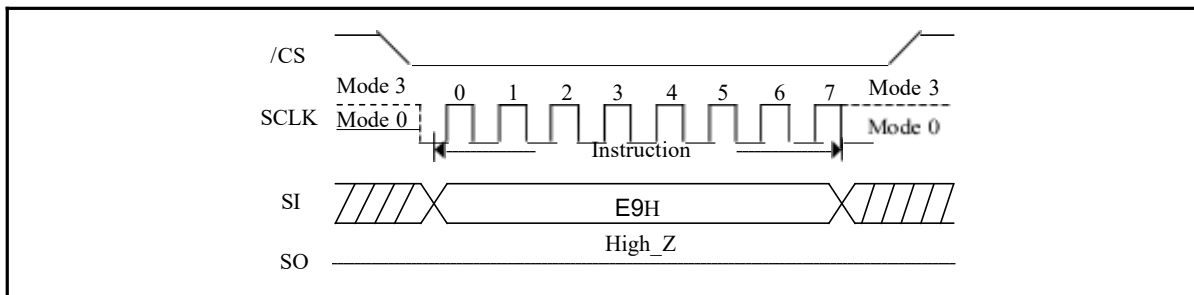 /CS
Mode 3 0 1 2 3 4 5 6 7 Mode 3
SCLK Mode 0 Mode 0
Instruction
SI E9H
High_Z
SO